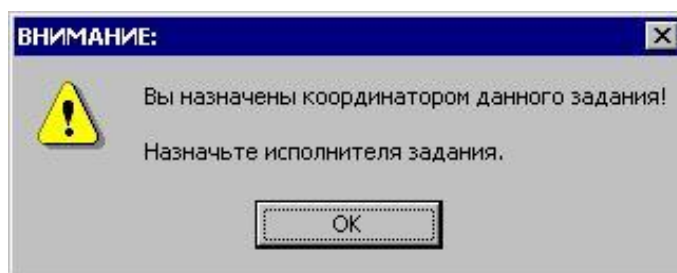 ВНИМАНИЕ:
Вы назначены координатором данного задания!
Назначьте исполнителя задания.
OK